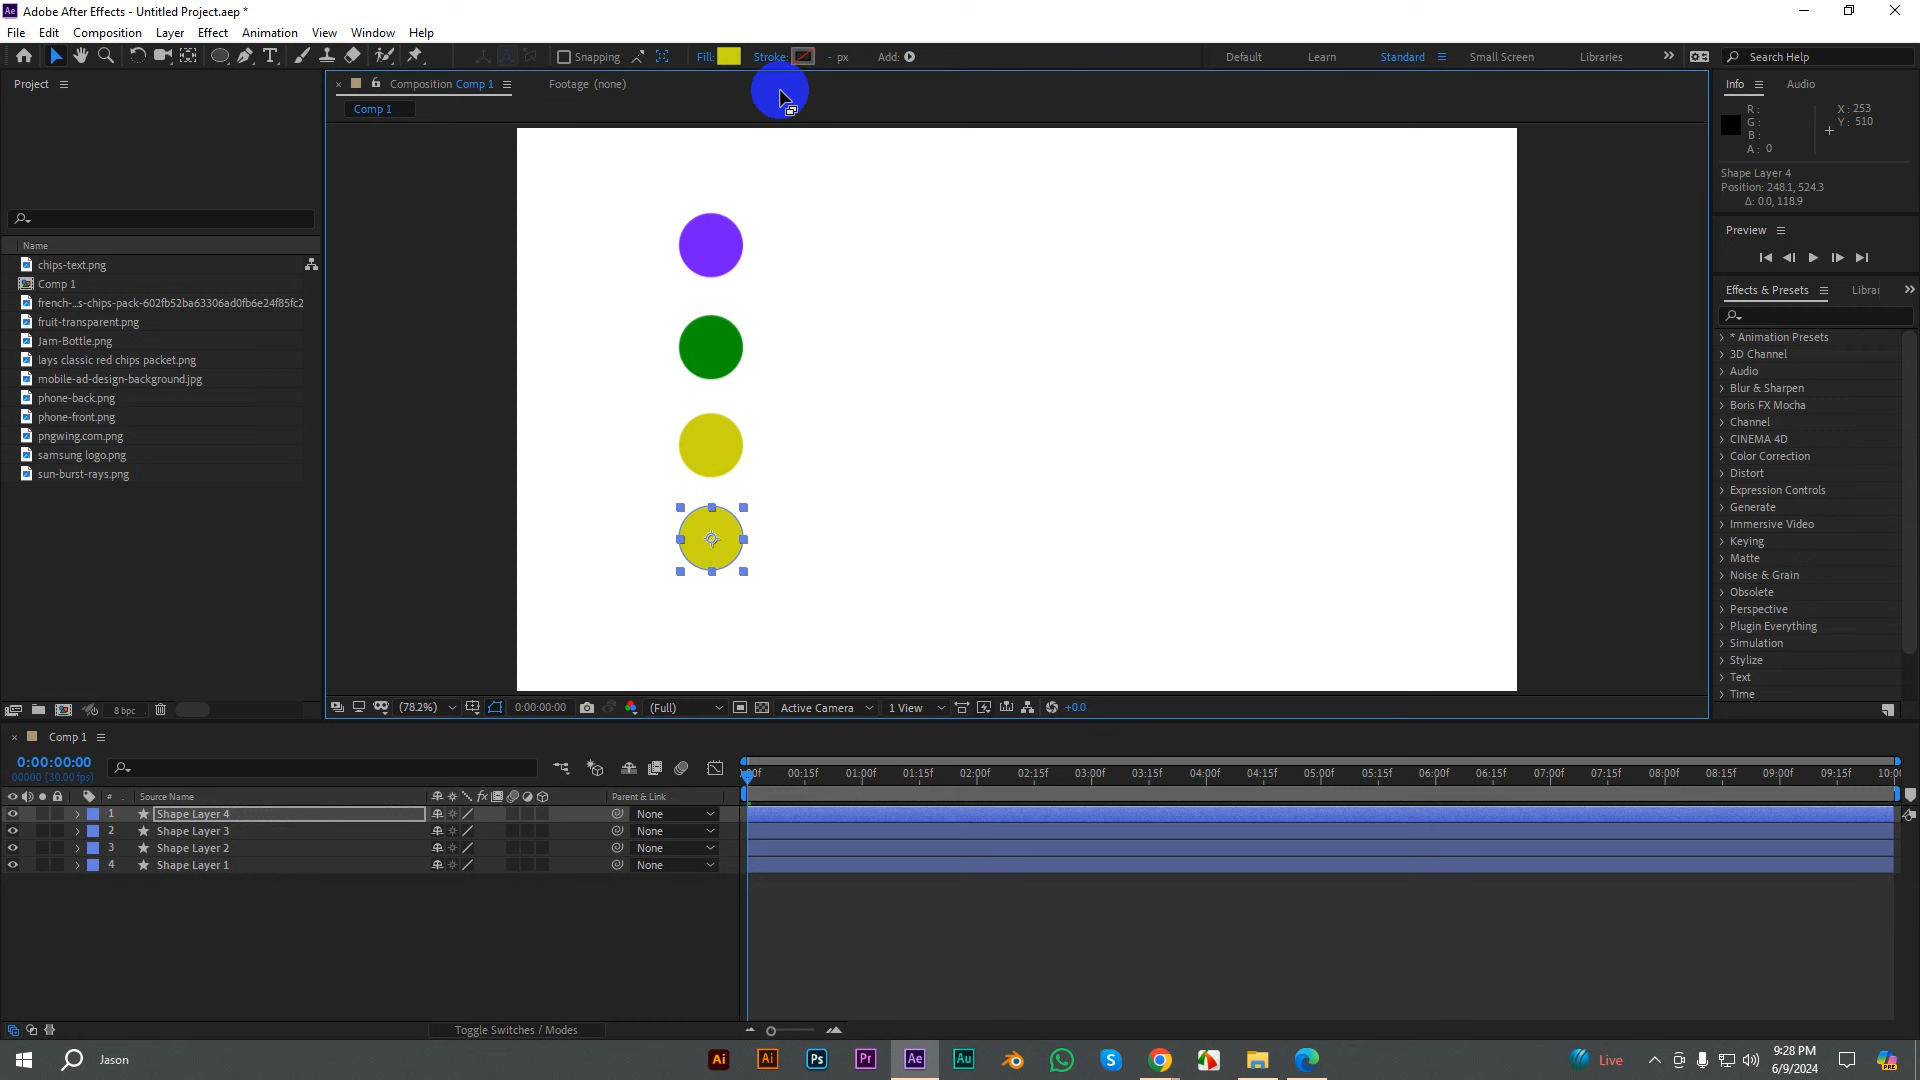 Ae Adobe After Effects - Untitled Project.aep *
File Edit Composition Layer Effect Animation View Window Help
Snapping Fill: Stroke: - px Add: Default Learn Standard Small Screen Libraries » Search Help
Project Composition Comp 1 Footage (none) Info Audio
Comp 1
R: X: 253
G: Y: 510
B:
A: 0
Shape Layer 4
Position: 248.1, 524.3
Δ: 0.0, 118.9
Preview
Name
chips-text.png
Comp 1
french-...s-chips-pack-602fb52ba63306ad0fb6e24f85fc2
fruit-transparent.png
Jam-Bottle.png
lays classic red chips packet.png
mobile-ad-design-background.jpg
phone-back.png
phone-front.png
pngwing.com.png
samsung logo.png
sun-burst-rays.png
Effects & Presets Librar »
* Animation Presets
3D Channel
Audio
Blur & Sharpen
Boris FX Mocha
Channel
CINEMA 4D
Color Correction
Distort
Expression Controls
Generate
Immersive Video
Keying
Matte
Noise & Grain
Obsolete
Perspective
Plugin Everything
Simulation
Stylize
Text
Time
8 bpc (78.2%) 0:00:00:00 (Full) Active Camera 1 View +0.0
Comp 1
0:00:00:00
00000 (30.00 fps)
00f 00:15f 01:00f 01:15f 02:00f 02:15f 03:00f 03:15f 04:00f 04:15f 05:00f 05:15f 06:00f 06:15f 07:00f 07:15f 08:00f 08:15f 09:00f 09:15f 10:00
# Source Name fx Parent & Link
1 Shape Layer 4 None
2 Shape Layer 3 None
3 Shape Layer 2 None
4 Shape Layer 1 None
Toggle Switches / Modes
Jason Ai Ai Ps Pr Ae Au Live 9:28 PM
6/9/2024
PRE